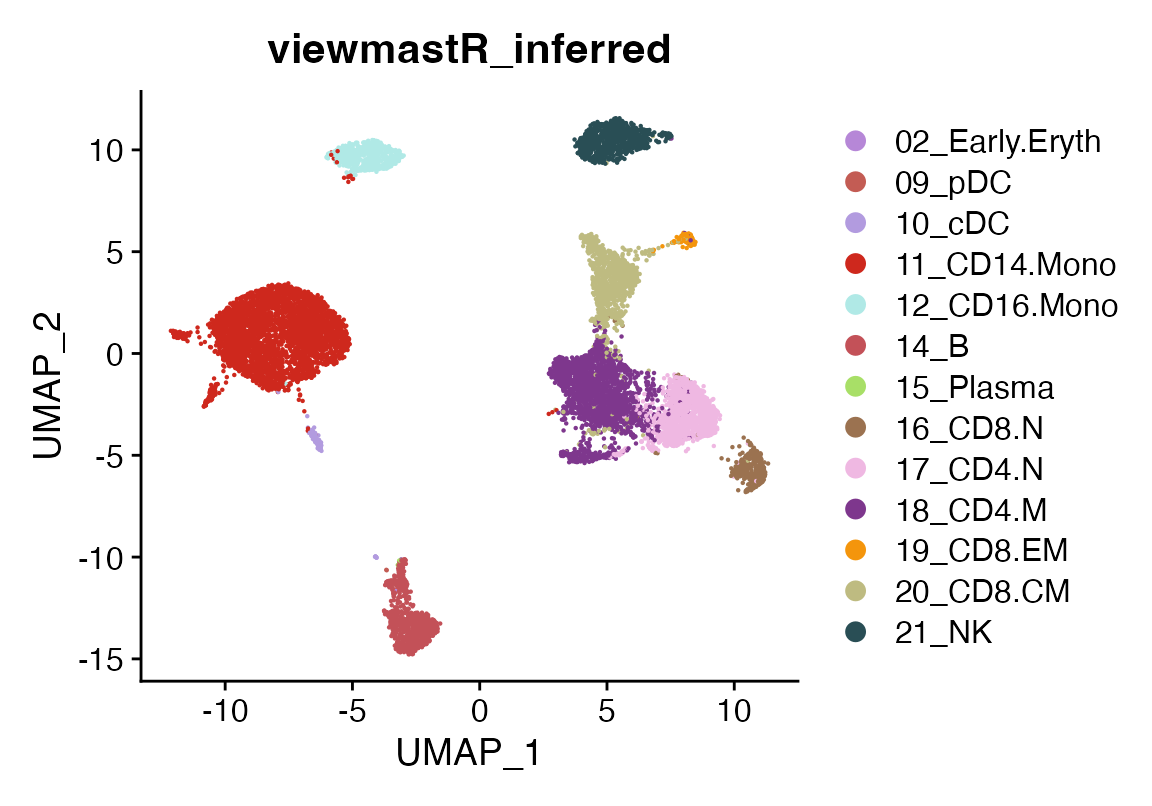 viewmastR_inferred
UMAP_2
10
5
0
-5
-10
-15
-10
-5
0
5
10
UMAP_1
02_Early.Eryth
09_pDC
10_cDC
11_CD14.Mono
12_CD16.Mono
14_B
15_Plasma
16_CD8.N
17_CD4.N
18_CD4.M
19_CD8.EM
20_CD8.CM
21_NK